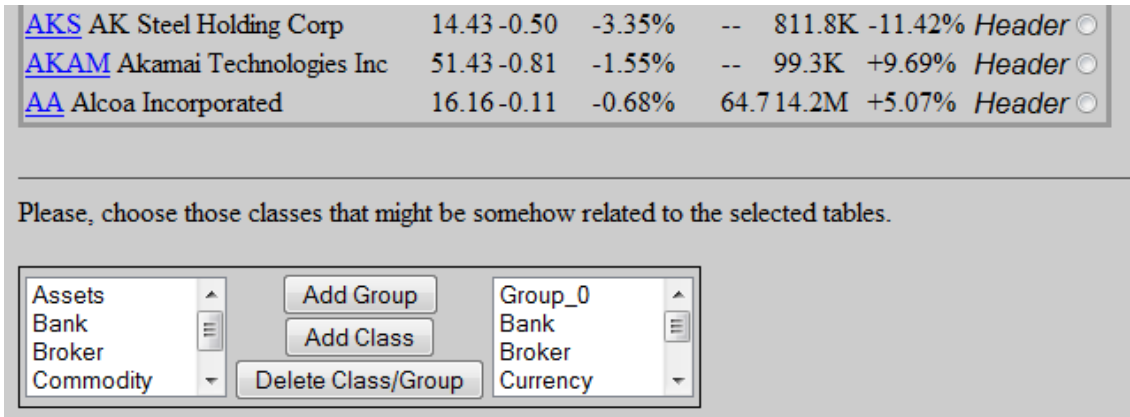 AKS AK Steel Holding Corp 14.43 -0.50 -3.35% -- 811.8K -11.42% Header
AKAM Akamai Technologies Inc 51.43 -0.81 -1.55% -- 99.3K +9.69% Header
AA Alcoa Incorporated 16.16 -0.11 -0.68% 64.7 14.2M +5.07% Header
Please, choose those classes that might be somehow related to the selected tables.
Assets
Bank
Broker
Commodity
Add Group
Add Class
Delete Class/Group
Group_0
Bank
Broker
Currency